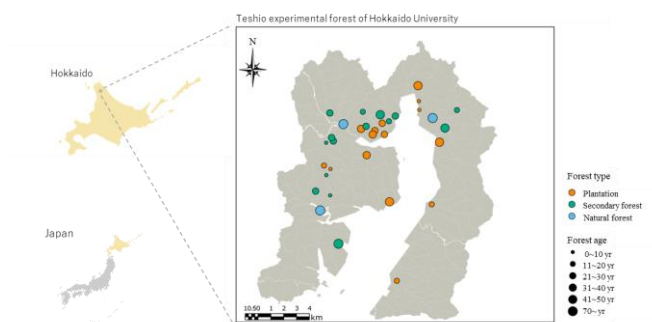 Teshio experimental forest of Hokkaido University
N
Hokkaido
Japan
Forest type
Plantation
Secondary forest
Natural forest
Forest age
0~10 yr
11~20 yr
21~30 yr
31~40 yr
41~50 yr
70~ yr
10.50 1 2 3 4
km